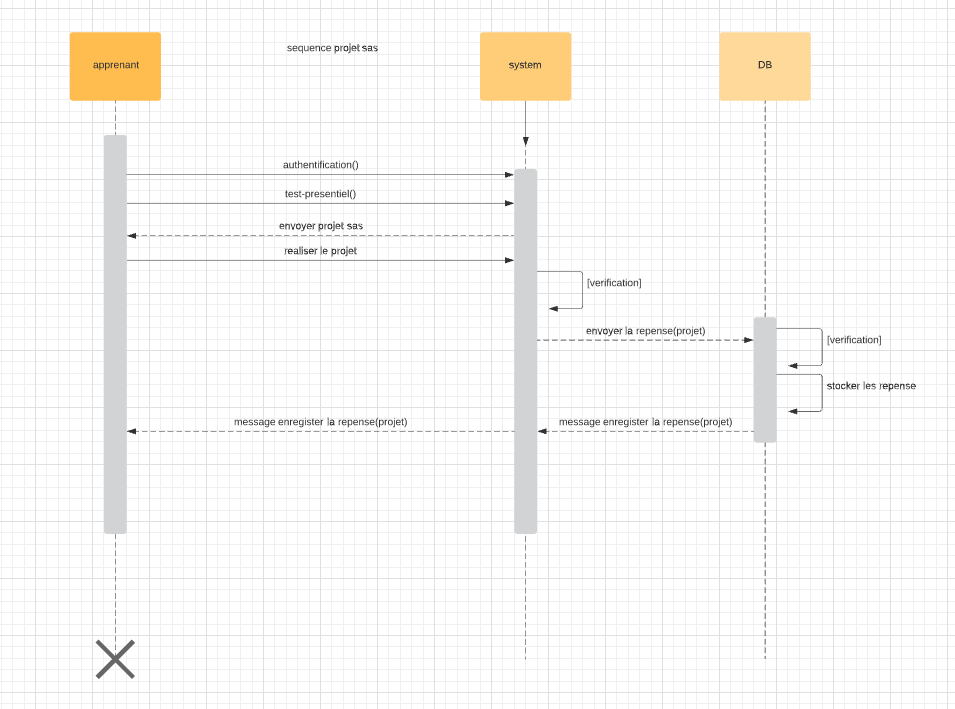 sequence projet sas
apprenant
system
DB
authentification()
test-presentiel()
envoyer projet sas
realiser le projet
[verification]
envoyer la repense(projet)
[verification]
stocker les repense
message enregister la repense(projet)
message enregister la repense(projet)